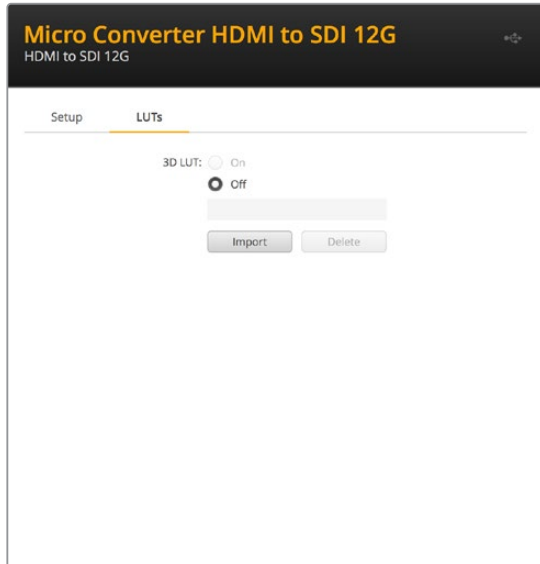 Micro Converter HDMI to SDI 12G
HDMI to SDI 12G
Setup LUTs
3D LUT: On
Off
Import Delete